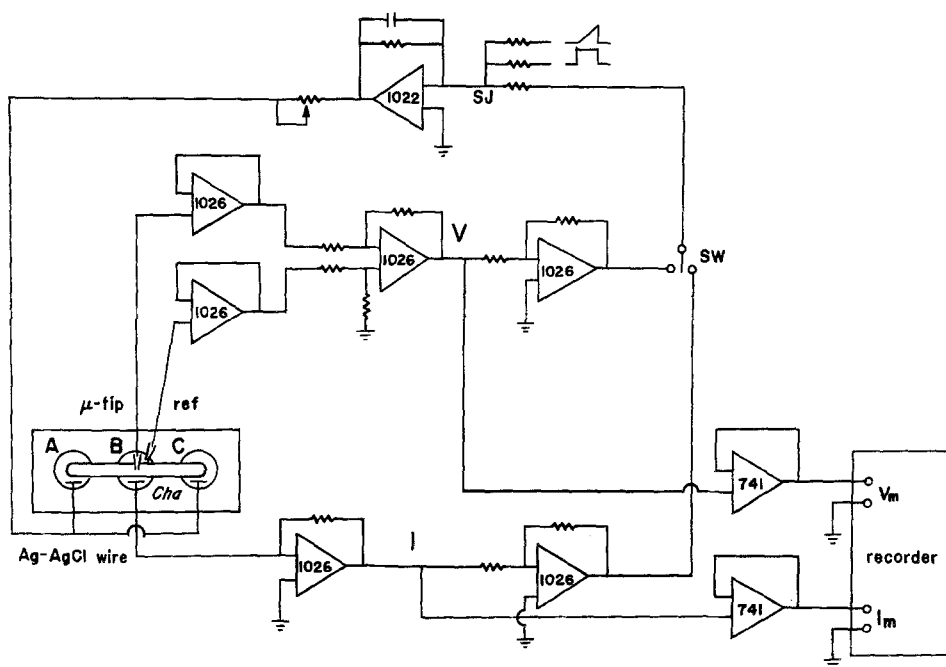 1022
SJ
1026
1026
1026
V
1026
SW
μ-tip
ref
A
B
C
Cha
Ag-AgCl wire
1026
I
1026
741
741
Vm
recorder
Im